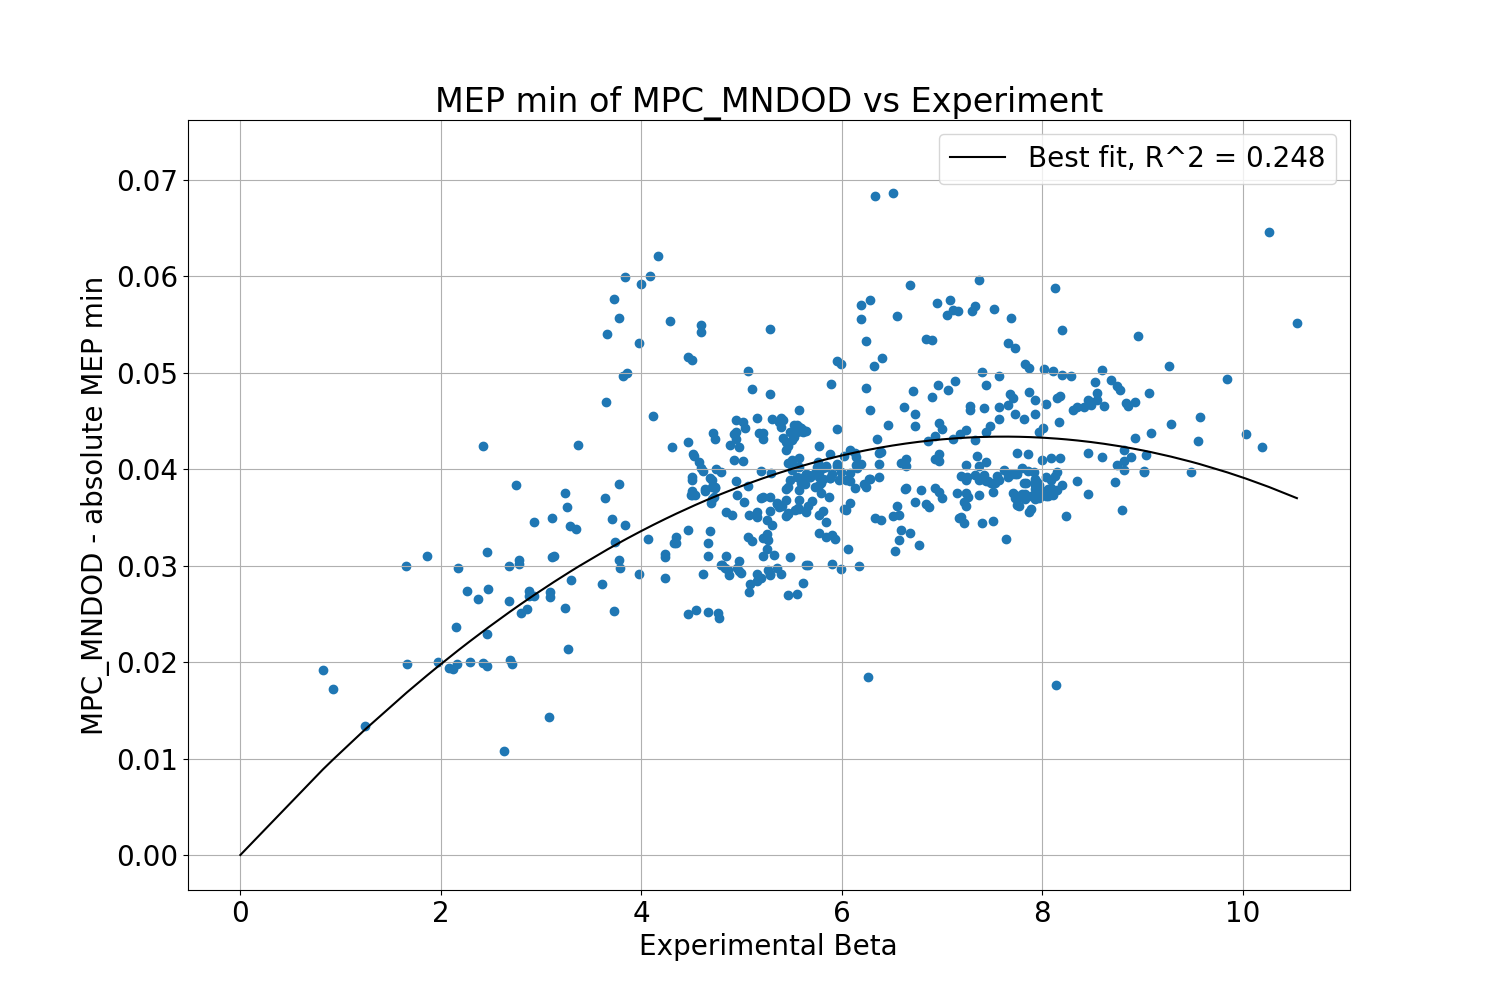 MEP min of MPC_MNDOD vs Experiment
Best fit, R^2 = 0.248
MPC_MNDOD - absolute MEP min
0.07
0.06
0.05
0.04
0.03
0.02
0.01
0.00
0 2 4 6 8 10
Experimental Beta